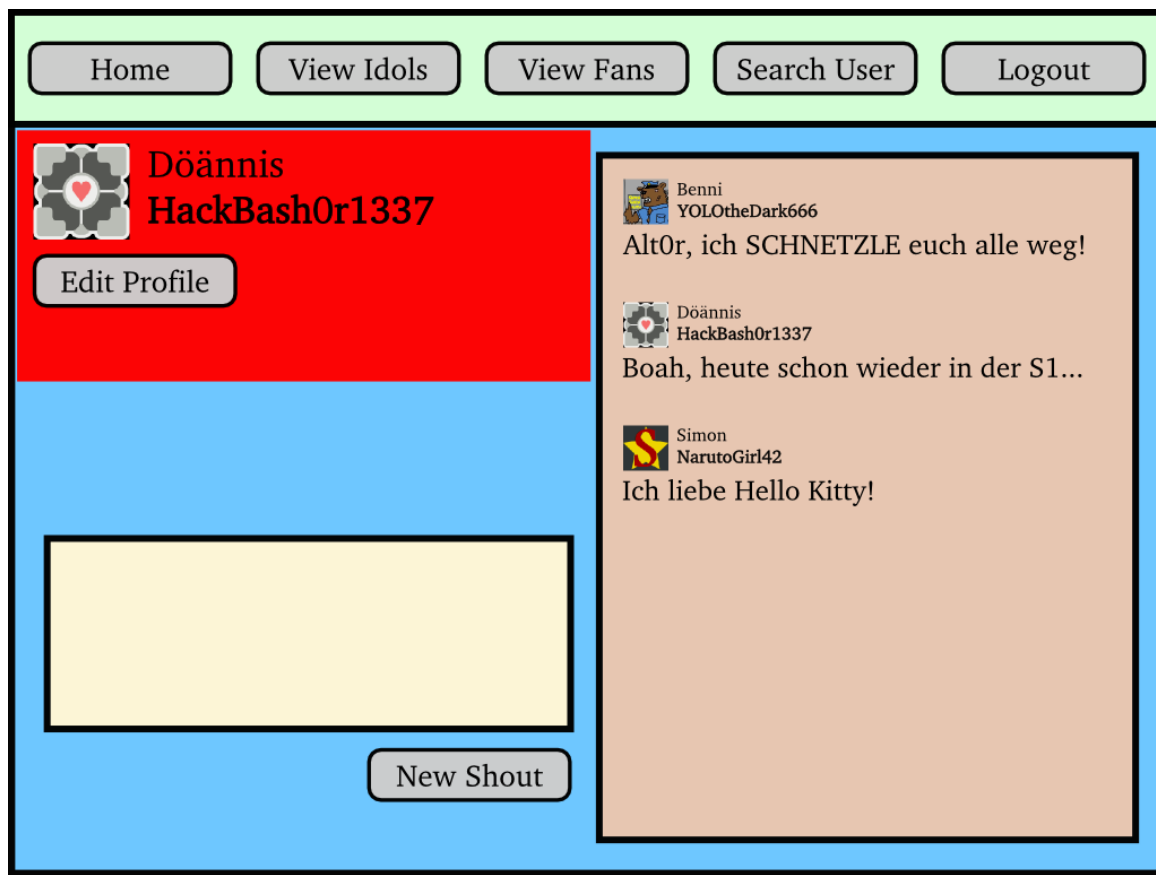 Home
View Idols
View Fans
Search User
Logout
Döännis
HackBash0r1337
Edit Profile
New Shout
Benni
YOLOtheDark666
Alt0r, ich SCHNETZLE euch alle weg!
Döännis
HackBash0r1337
Boah, heute schon wieder in der S1...
S
Simon
NarutoGirl42
Ich liebe Hello Kitty!